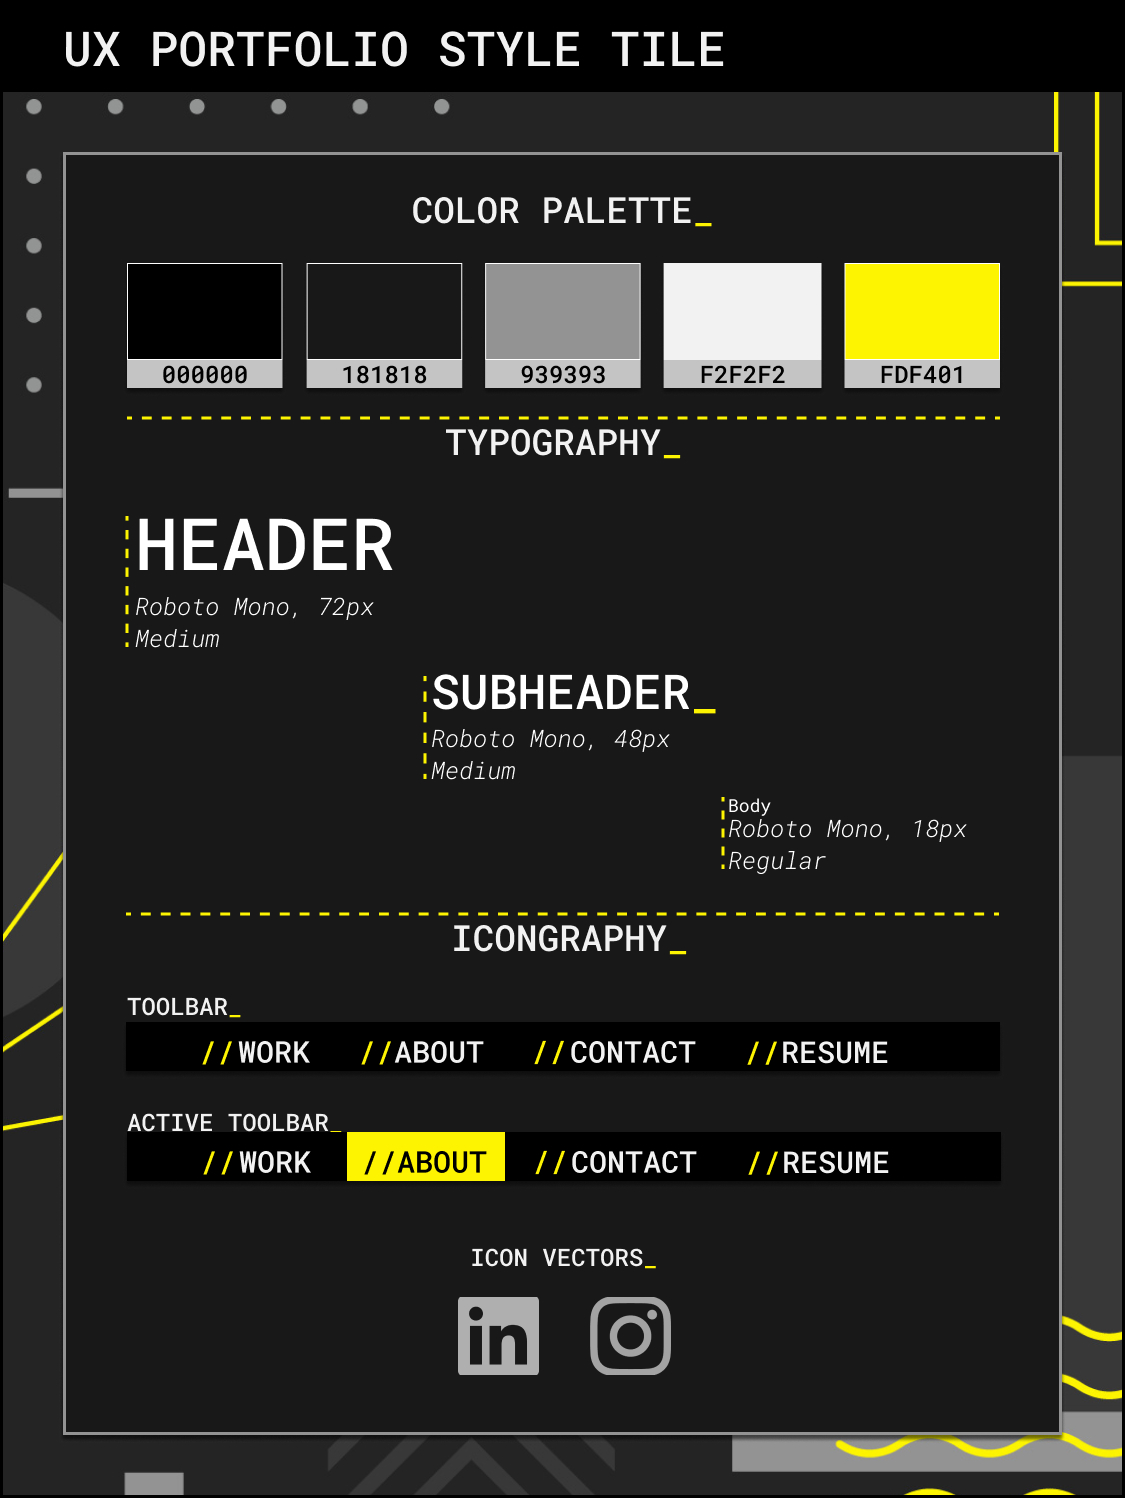 UX PORTFOLIO STYLE TILE
COLOR PALETTE_
000000 181818 939393 F2F2F2 FDF401
TYPOGRAPHY_
HEADER
Roboto Mono, 72px
Medium
SUBHEADER_
Roboto Mono, 48px
Medium
Body
Roboto Mono, 18px
Regular
ICONGRAPHY_
TOOLBAR_
//WORK //ABOUT //CONTACT //RESUME
ACTIVE TOOLBAR_
//WORK //ABOUT //CONTACT //RESUME
ICON VECTORS_
in